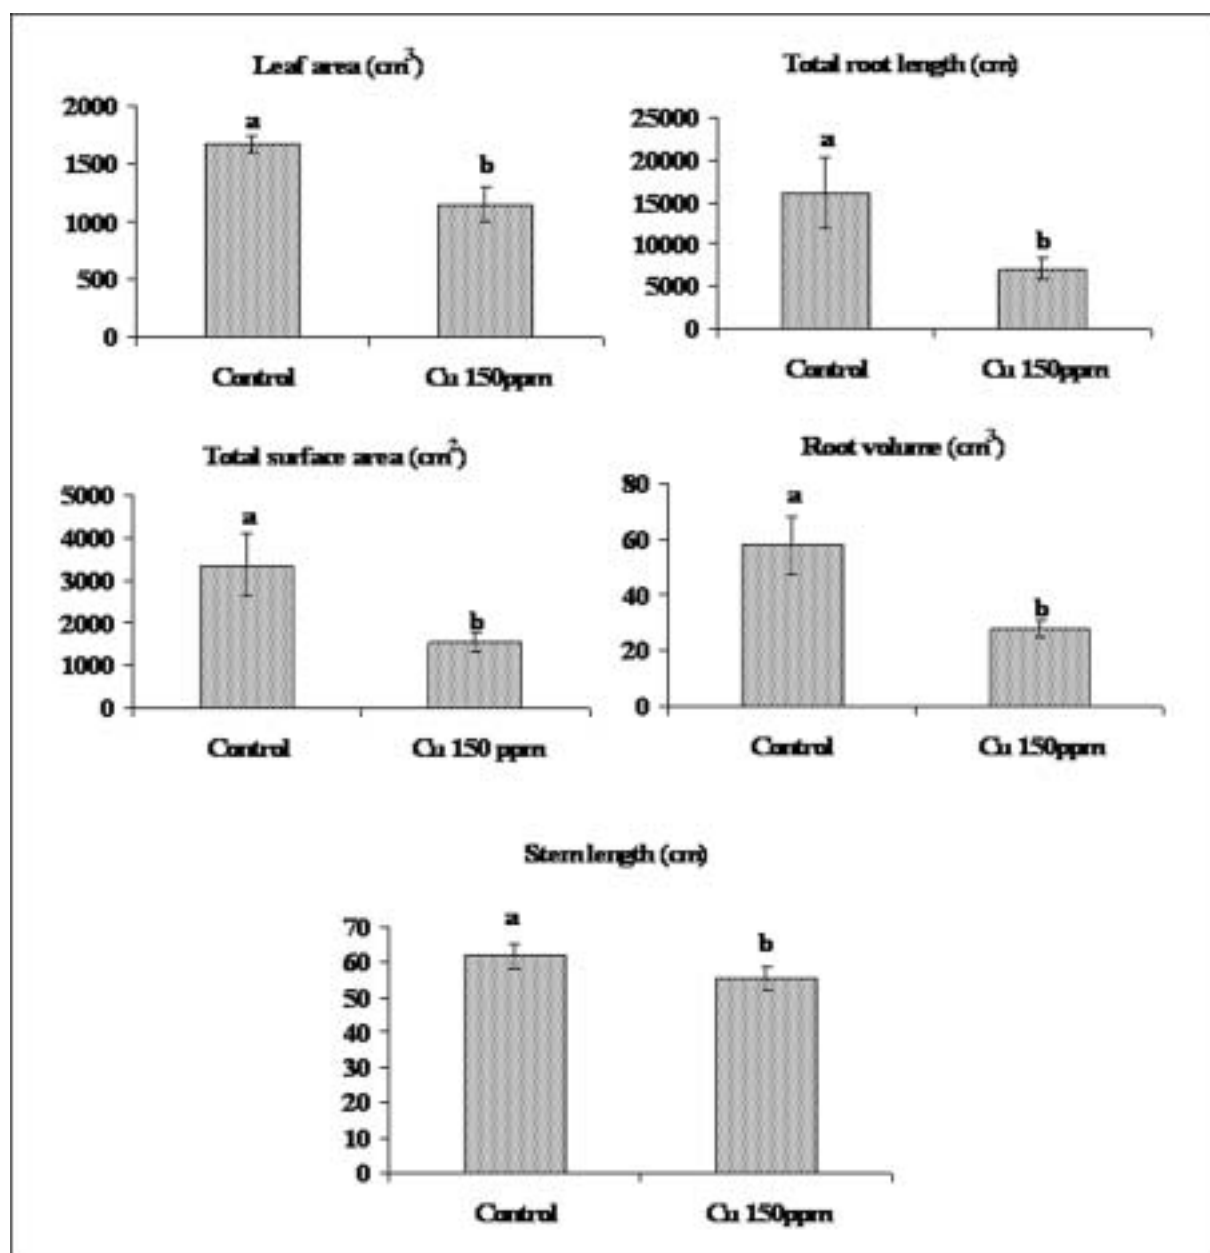 Leaf area (cm³)
2000
1500
1000
500
0
a
b
Control
Cu 150ppm
Total root length (cm)
25000
20000
15000
10000
5000
0
a
b
Control
Cu 150ppm
Total surface area (cm²)
5000
4000
3000
2000
1000
0
a
b
Control
Cu 150 ppm
Root volume (cm³)
80
60
40
20
0
a
b
Control
Cu 150ppm
Stem length (cm)
70
60
50
40
30
20
10
0
a
b
Control
Cu 150ppm